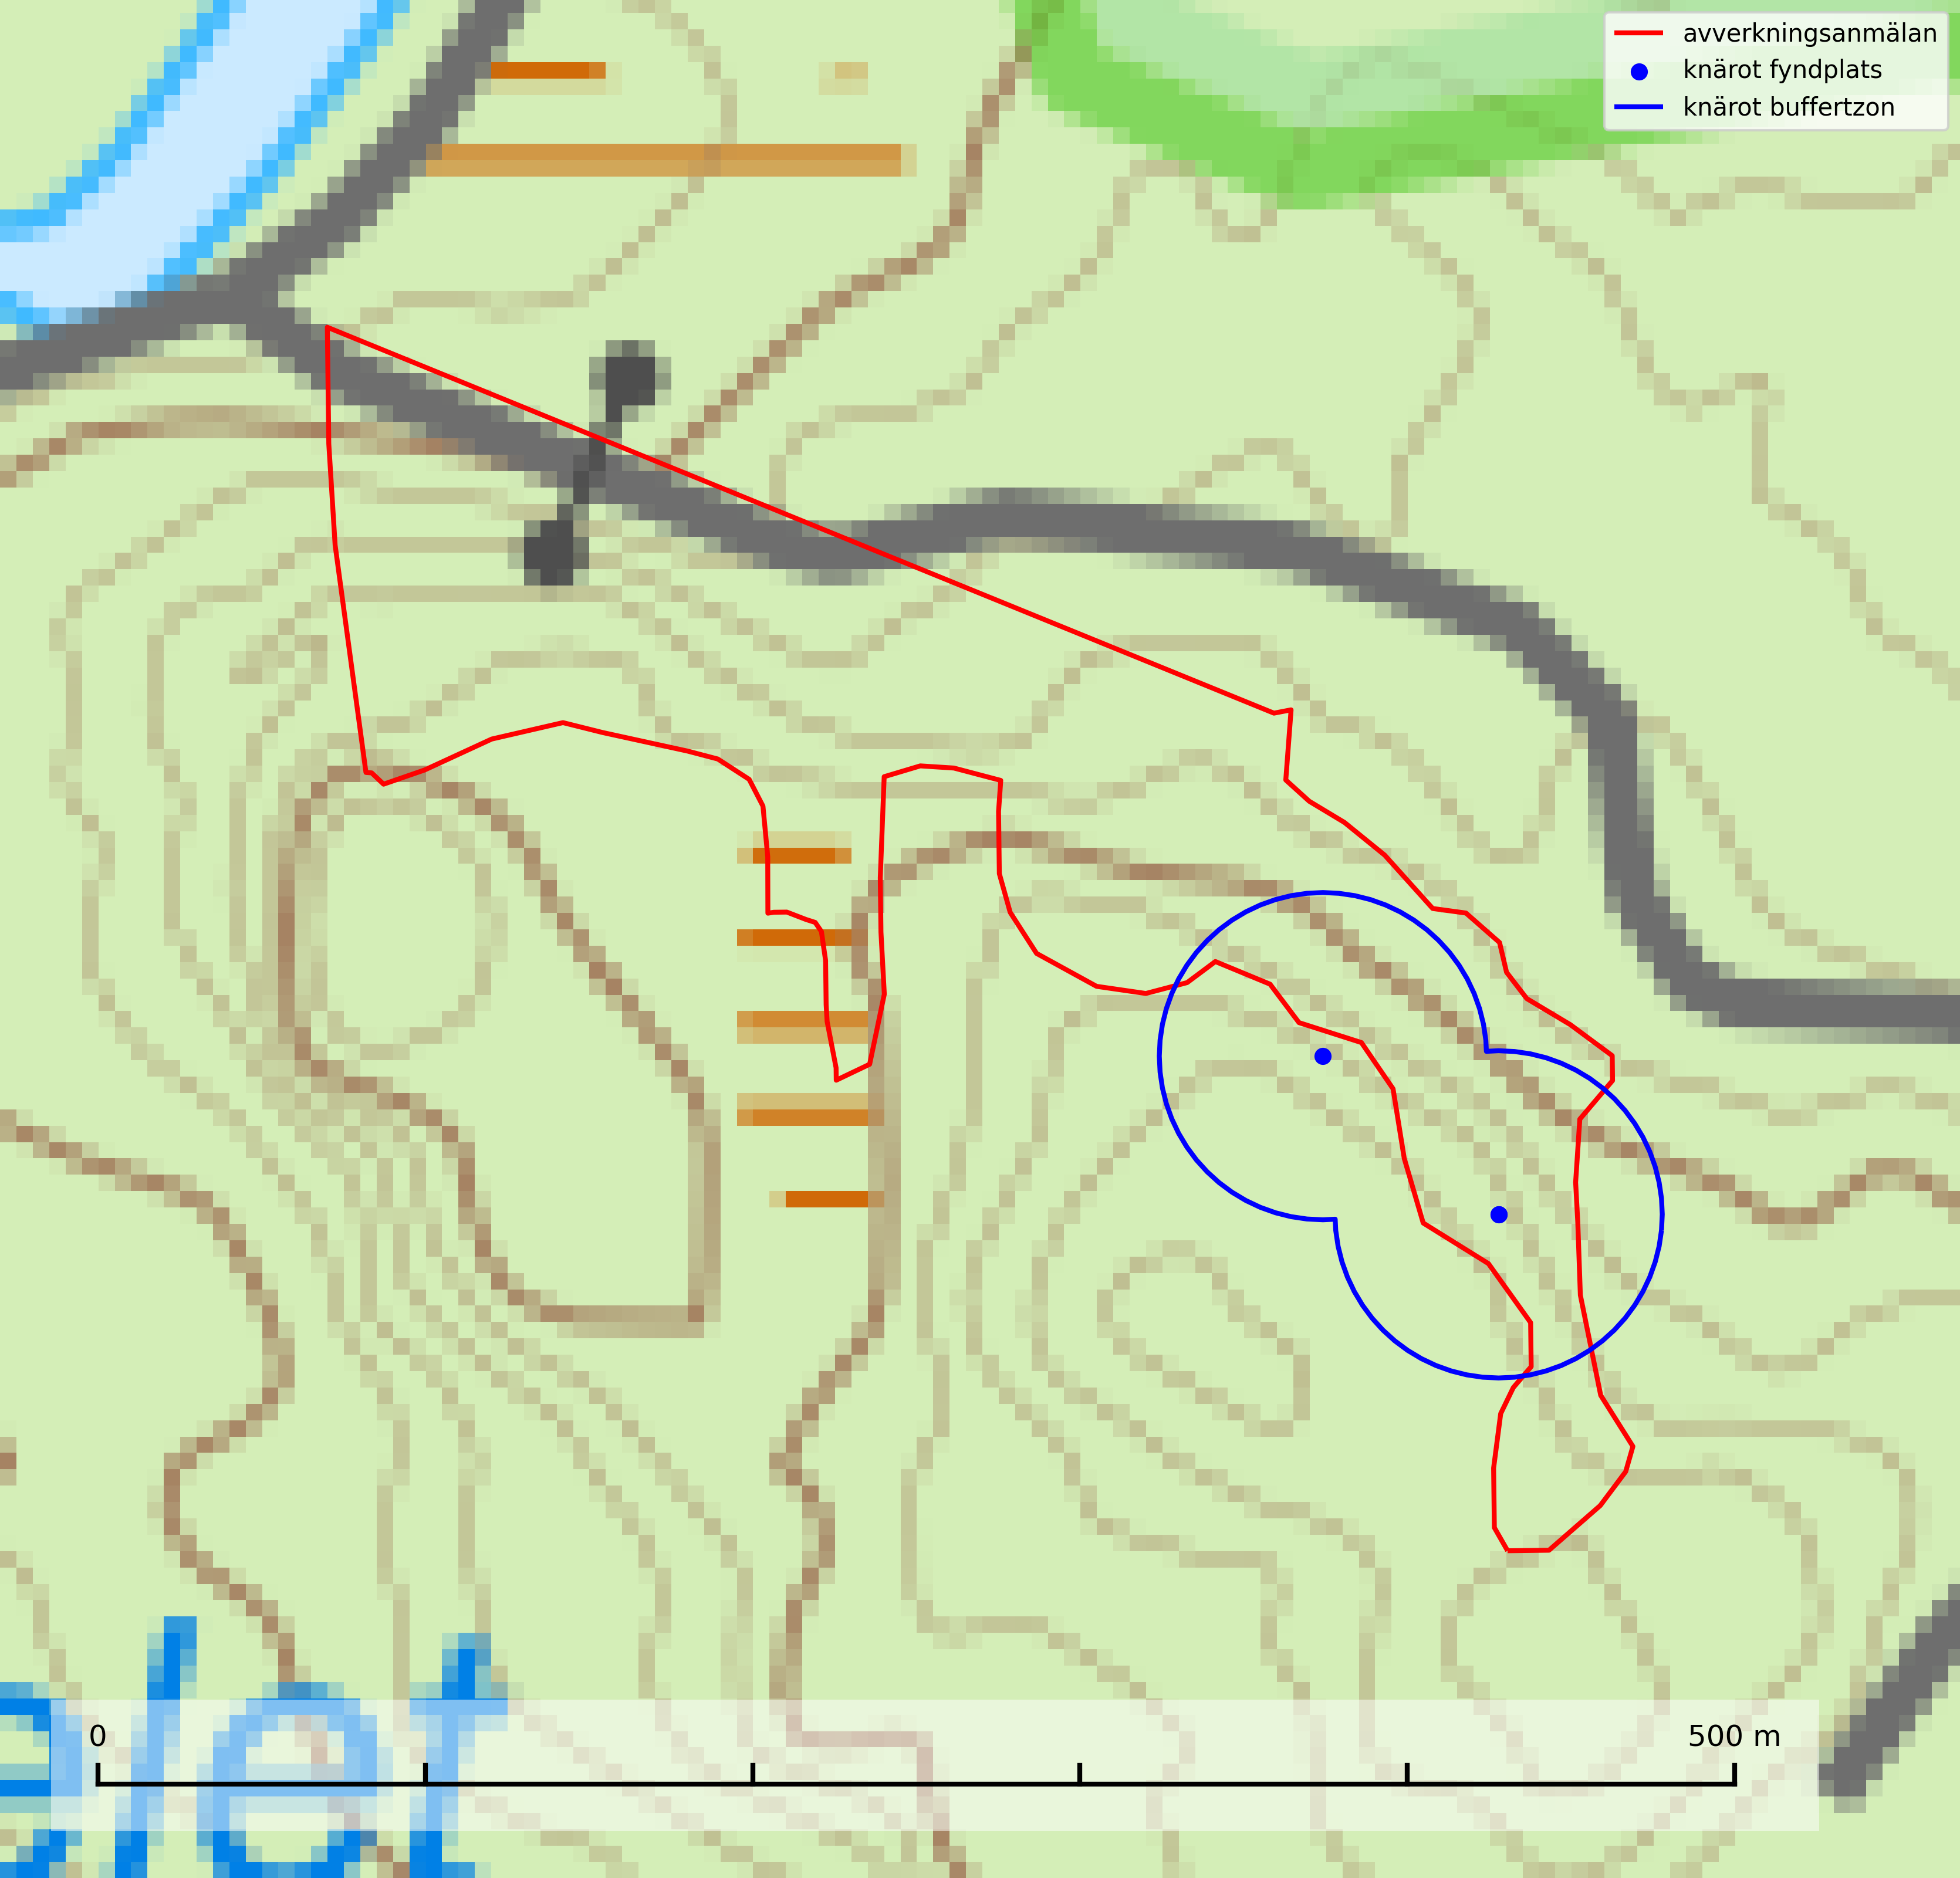 avverkningsanmälan
knärot fyndplats
knärot buffertzon
0 500 m